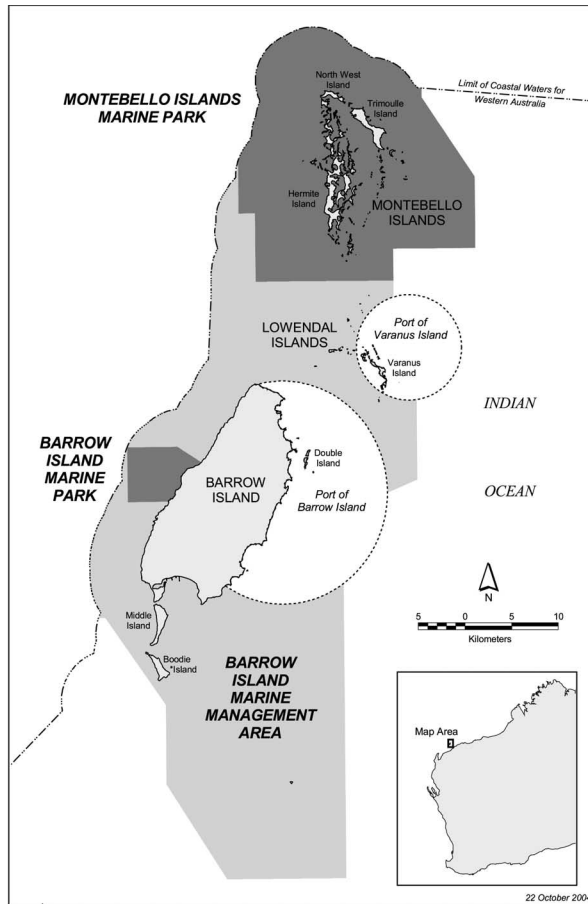 North West
Island
Limit of Coastal Waters for
Western Australia
MONTEBELLO ISLANDS
MARINE PARK
Trimoulle
Island
Hermite
Island
MONTEBELLO
ISLANDS
LOWENDAL
ISLANDS
Port of
Varanus Island
Varanus
Island
INDIAN
OCEAN
BARROW
ISLAND
MARINE
PARK
Double
Island
BARROW
ISLAND
Port of
Barrow Island
N
5 0 5 10
Kilometers
Middle
Island
Boodie
Island
BARROW
ISLAND
MARINE
MANAGEMENT
AREA
Map Area
22 October